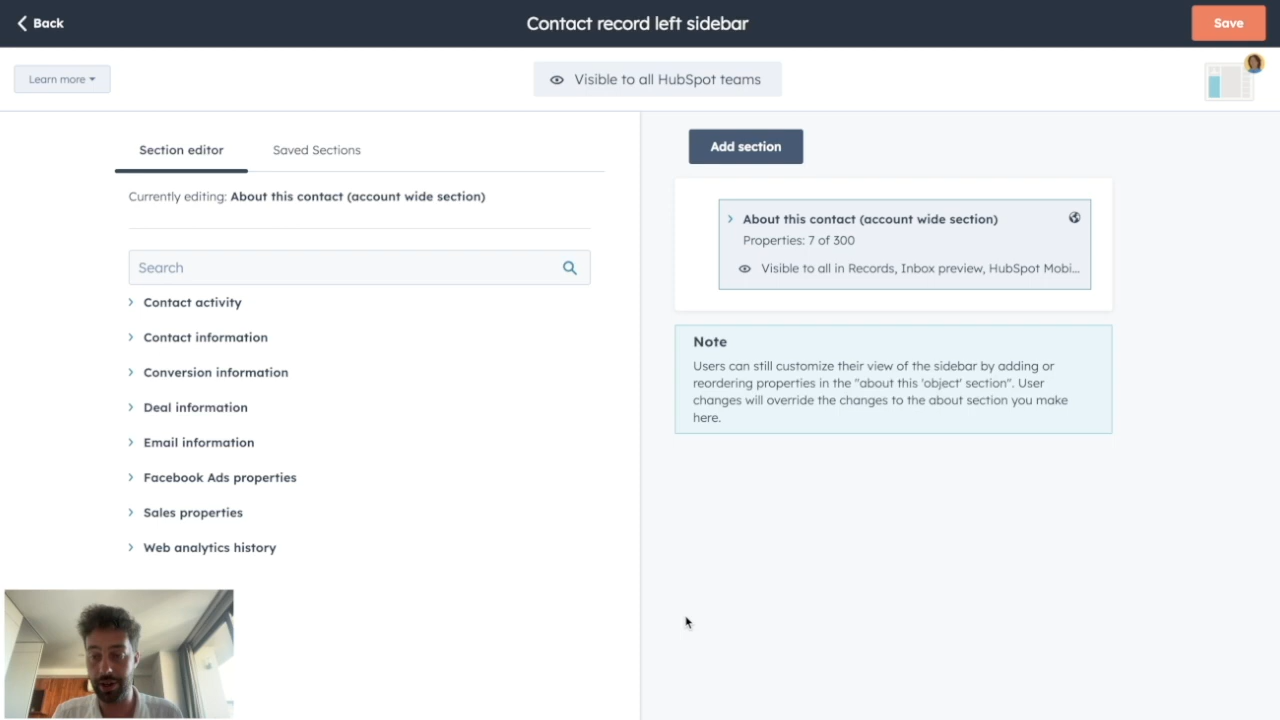 Back
Contact record left sidebar
Save
Learn more
Visible to all HubSpot teams
Section editor
Saved Sections
Currently editing: About this contact (account wide section)
Search
Contact activity
Contact information
Conversion information
Deal information
Email information
Facebook Ads properties
Sales properties
Web analytics history
Add section
About this contact (account wide section)
Properties: 7 of 300
Visible to all in Records, Inbox preview, HubSpot Mobi...
Note
Users can still customize their view of the sidebar by adding or
reordering properties in the "about this 'object' section". User
changes will override the changes to the about section you make
here.